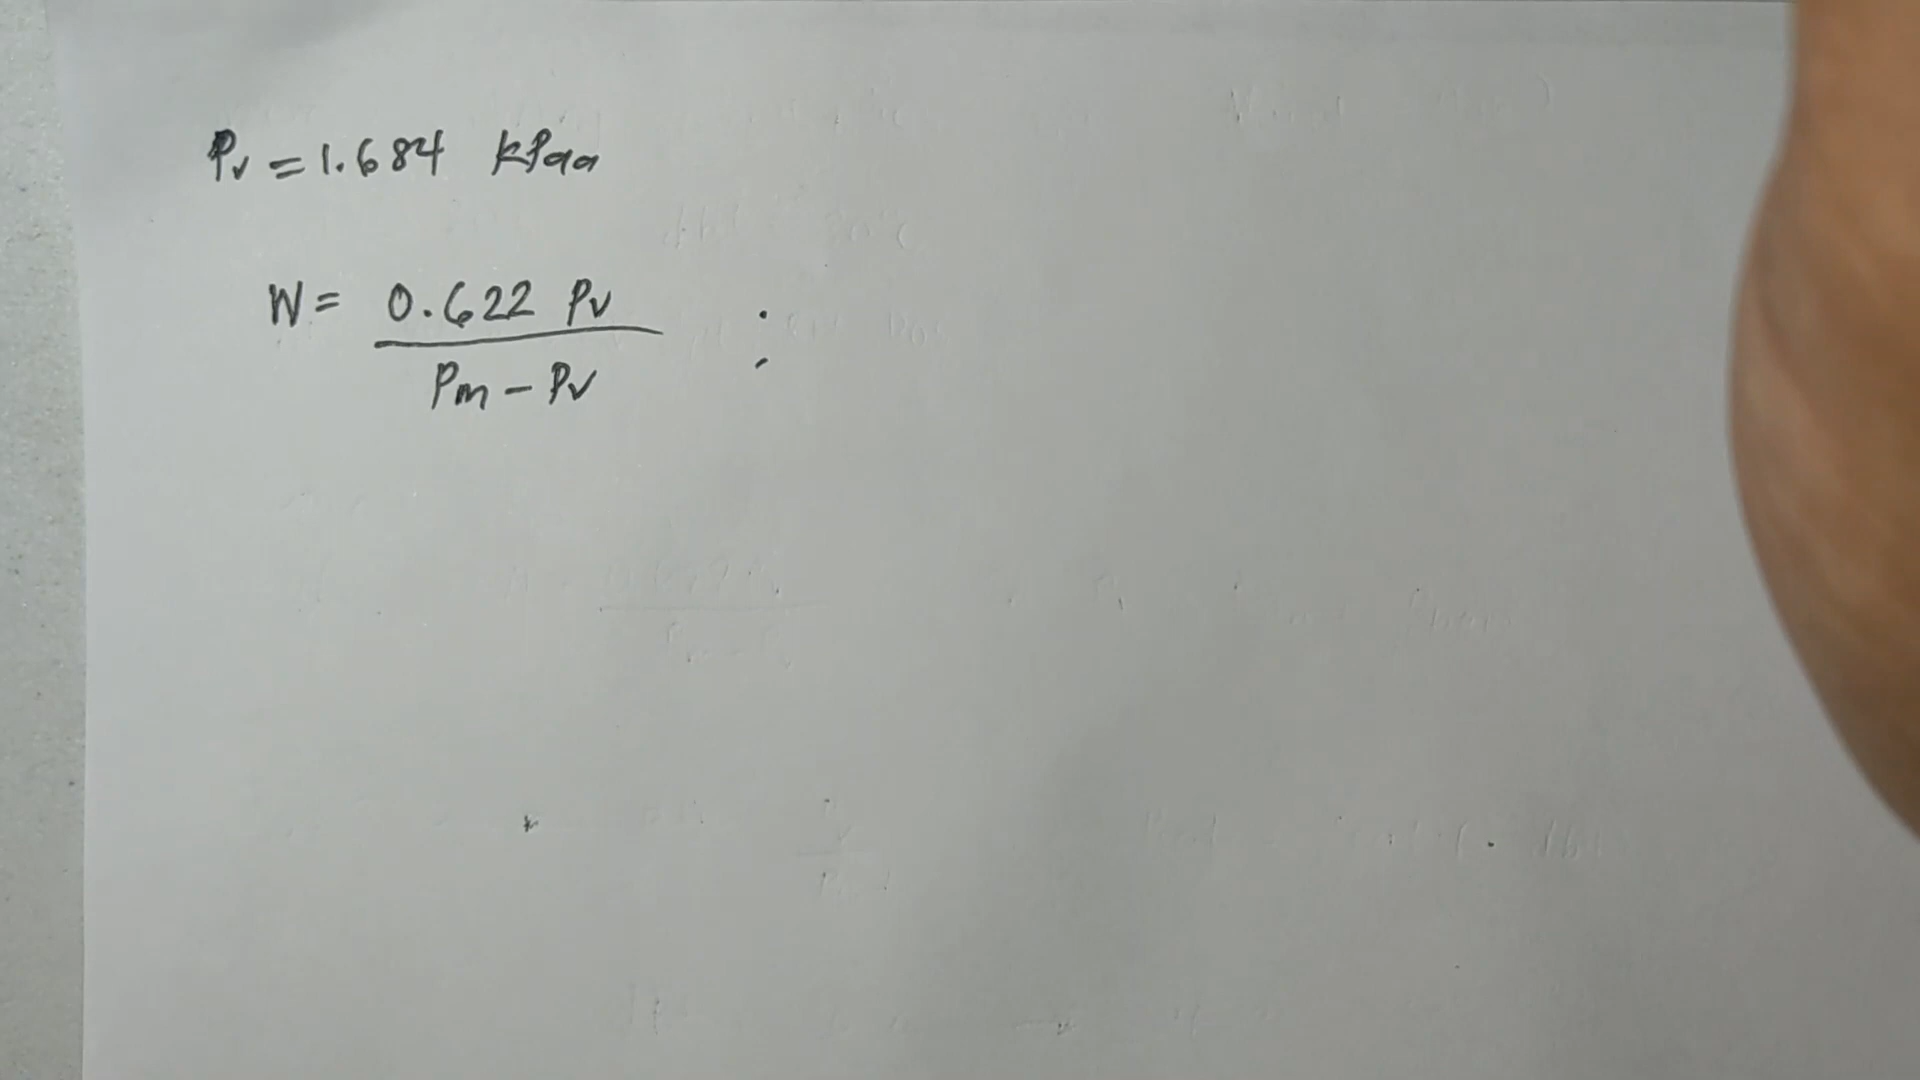 Pv = 1.684 kPaa
W = 0.622 Pv / Pm - Pv ;